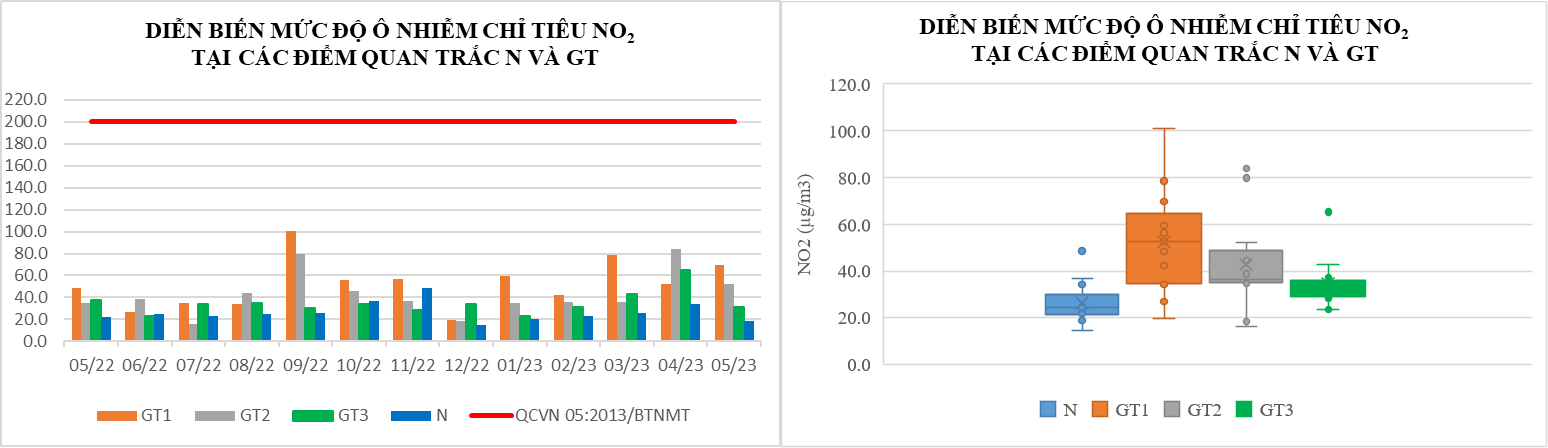 DIỄN BIẾN MỨC ĐỘ Ô NHIỄM CHỈ TIÊU NO₂
TẠI CÁC ĐIỂM QUAN TRẮC N VÀ GT
220.0
200.0
180.0
160.0
140.0
120.0
100.0
80.0
60.0
40.0
20.0
0.0
05/22 06/22 07/22 08/22 09/22 10/22 11/22 12/22 01/23 02/23 03/23 04/23 05/23
GT1 GT2 GT3 N QCVN 05:2013/BTNMT
DIỄN BIẾN MỨC ĐỘ Ô NHIỄM CHỈ TIÊU NO₂
TẠI CÁC ĐIỂM QUAN TRẮC N VÀ GT
NO2 (µg/m3)
120.0
100.0
80.0
60.0
40.0
20.0
0.0
N GT1 GT2 GT3